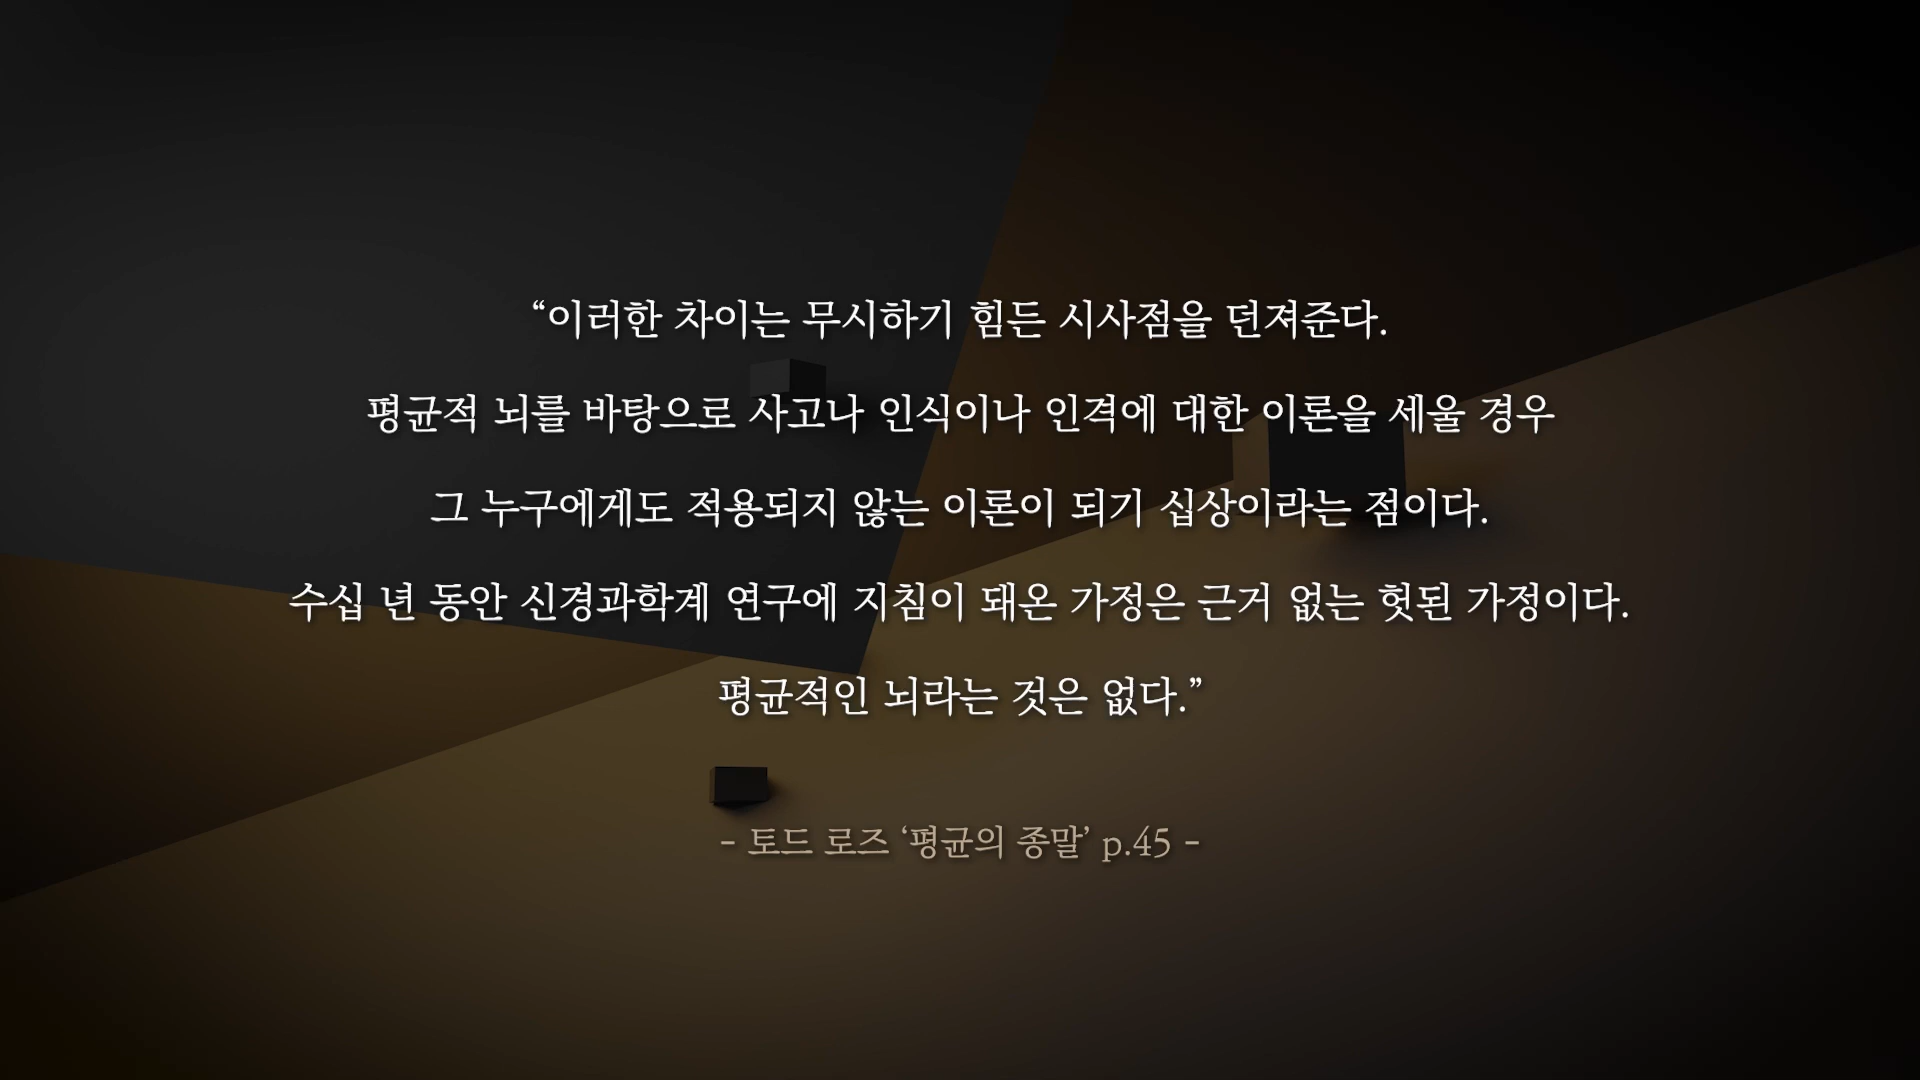 “이러한 차이는 무시하기 힘든 시사점을 던져준다.
평균적 뇌를 바탕으로 사고나 인식이나 인격에 대한 이론을 세울 경우
그 누구에게도 적용되지 않는 이론이 되기 십상이라는 점이다.
수십 년 동안 신경과학계 연구에 지침이 돼온 가정은 근거 없는 헛된 가정이다.
평균적인 뇌라는 것은 없다.”
- 토드 로즈 ‘평균의 종말’ p.45 -